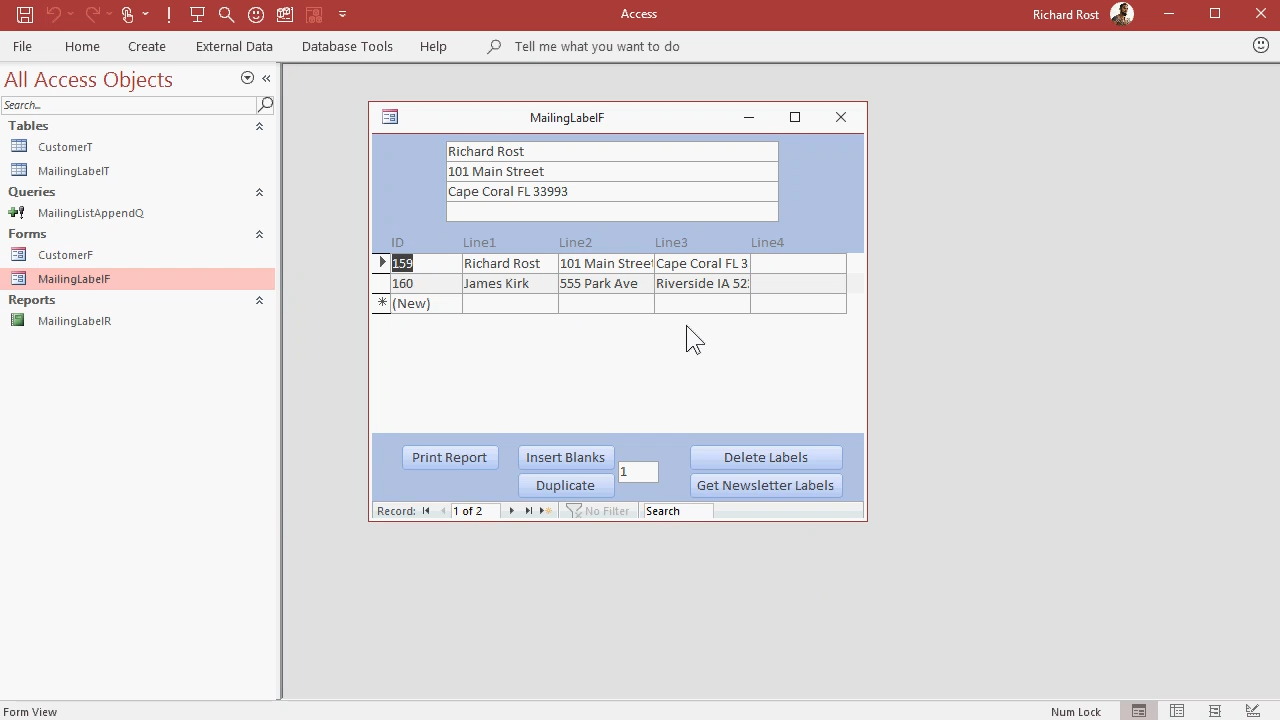 Access
Richard Rost
File Home Create External Data Database Tools Help Tell me what you want to do
All Access Objects
Search...
Tables
CustomerT
MailingLabelT
Queries
MailingListAppendQ
Forms
CustomerF
MailingLabelF
Reports
MailingLabelR
MailingLabelF
Richard Rost
101 Main Street
Cape Coral FL 33993
ID Line1 Line2 Line3 Line4
159 Richard Rost 101 Main Street Cape Coral FL 3
160 James Kirk 555 Park Ave Riverside IA 52
(New)
Print Report Insert Blanks 1 Delete Labels
Duplicate Get Newsletter Labels
Record: 1 of 2 No Filter Search
Form View Num Lock